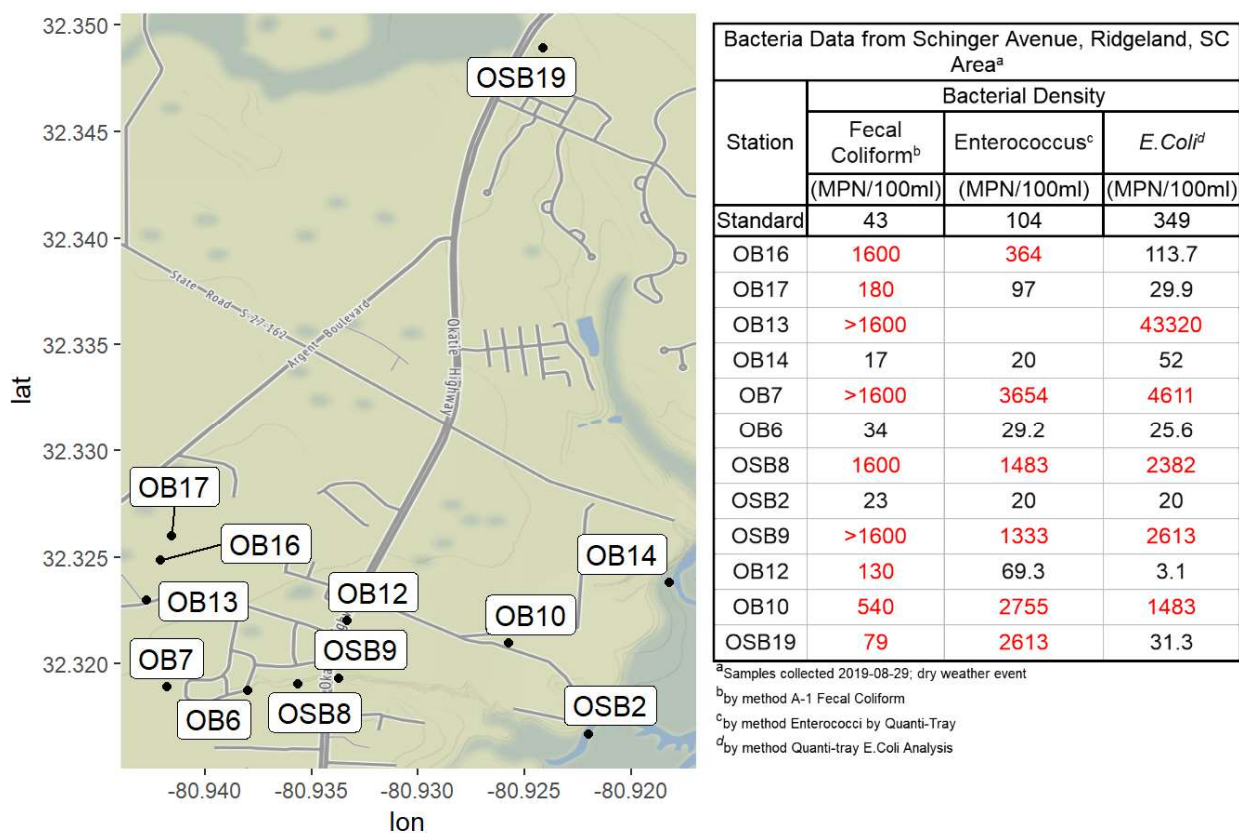 32.350
32.345
32.340
32.335
32.330
32.325
32.320
lat
-80.940
-80.935
-80.930
-80.925
-80.920
lon
OSB19
State Road S-27-162
Argent Boulevard
Okatie Highway
OB17
OB16
OB14
OB13
OB12
OB10
OB7
OSB9
OB6
OSB8
OSB2
Bacteria Data from Schinger Avenue, Ridgeland, SC
Areaᵃ
Station
Bacterial Density
Fecal Coliformᵇ Enterococcusᶜ E.Coliᵈ
(MPN/100ml) (MPN/100ml) (MPN/100ml)
Standard 43 104 349
OB16 1600 364 113.7
OB17 180 97 29.9
OB13 >1600 43320
OB14 17 20 52
OB7 >1600 3654 4611
OB6 34 29.2 25.6
OSB8 1600 1483 2382
OSB2 23 20 20
OSB9 >1600 1333 2613
OB12 130 69.3 3.1
OB10 540 2755 1483
OSB19 79 2613 31.3
ᵃSamples collected 2019-08-29; dry weather event
ᵇby method A-1 Fecal Coliform
ᶜby method Enterococci by Quanti-Tray
ᵈby method Quanti-tray E.Coli Analysis